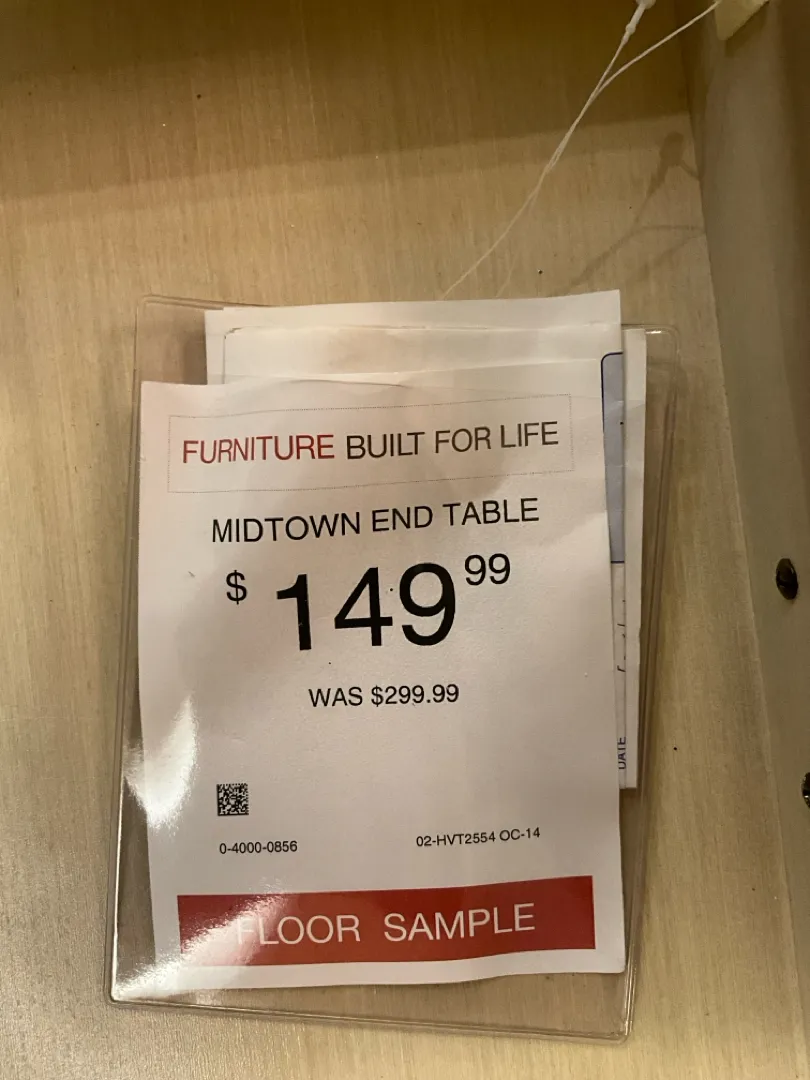 FURNITURE BUILT FOR LIFE
MIDTOWN END TABLE
$ 149 99
WAS $299.99
0-4000-0856 02-HVT2554 OC-14
FLOOR SAMPLE
DATE